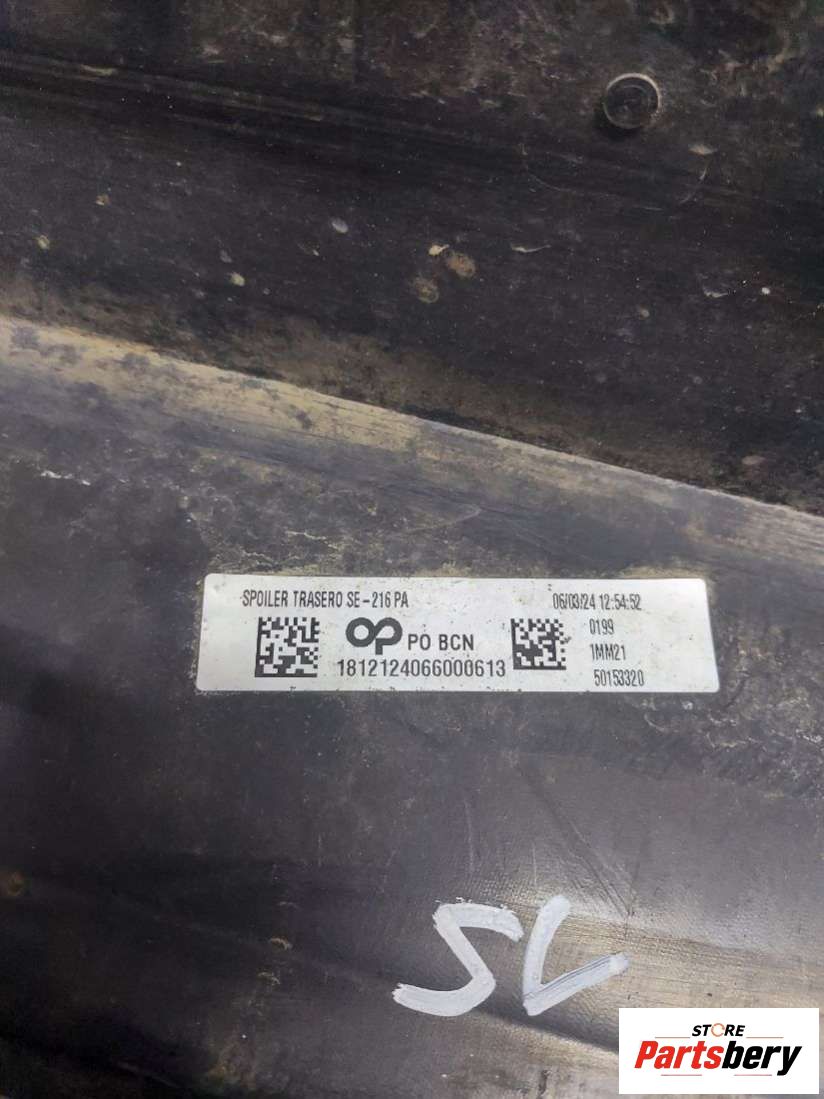 SPOILER TRASERO SE-216 PA
06/03/24 12:54:52
PO BCN
0199
1MM21
1812124066000613
50153320
SL
STORE
Partsbery